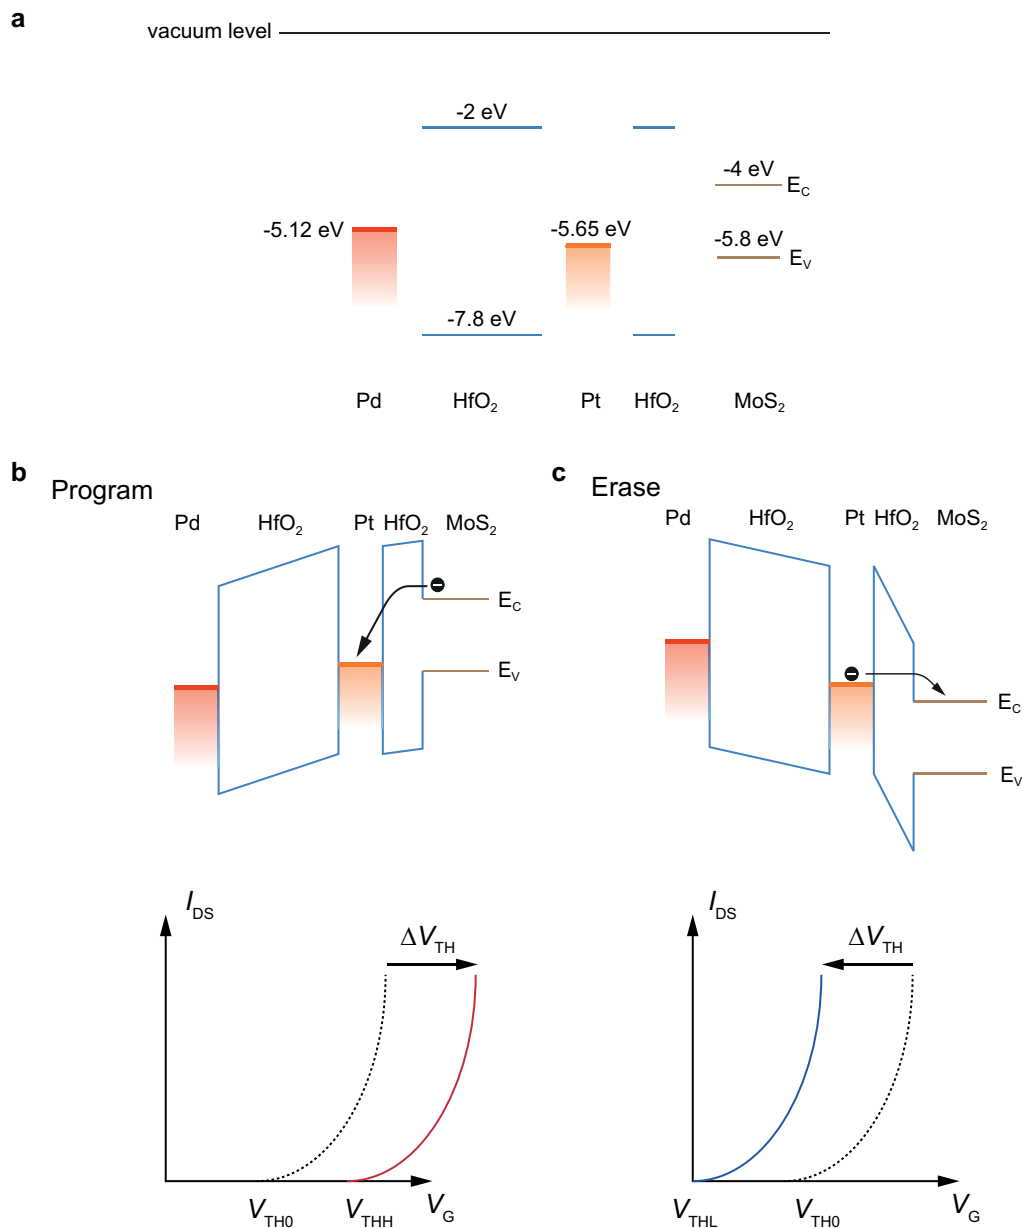 a
vacuum level
-2 eV
-4 eV
E_C
-5.12 eV
-5.65 eV
-5.8 eV
E_V
-7.8 eV
Pd HfO₂ Pt HfO₂ MoS₂
b Program
Pd HfO₂ Pt HfO₂ MoS₂
E_C
E_V
I_DS
ΔV_TH
V_TH0 V_THH V_G
c Erase
Pd HfO₂ Pt HfO₂ MoS₂
E_C
E_V
I_DS
ΔV_TH
V_THL V_TH0 V_G